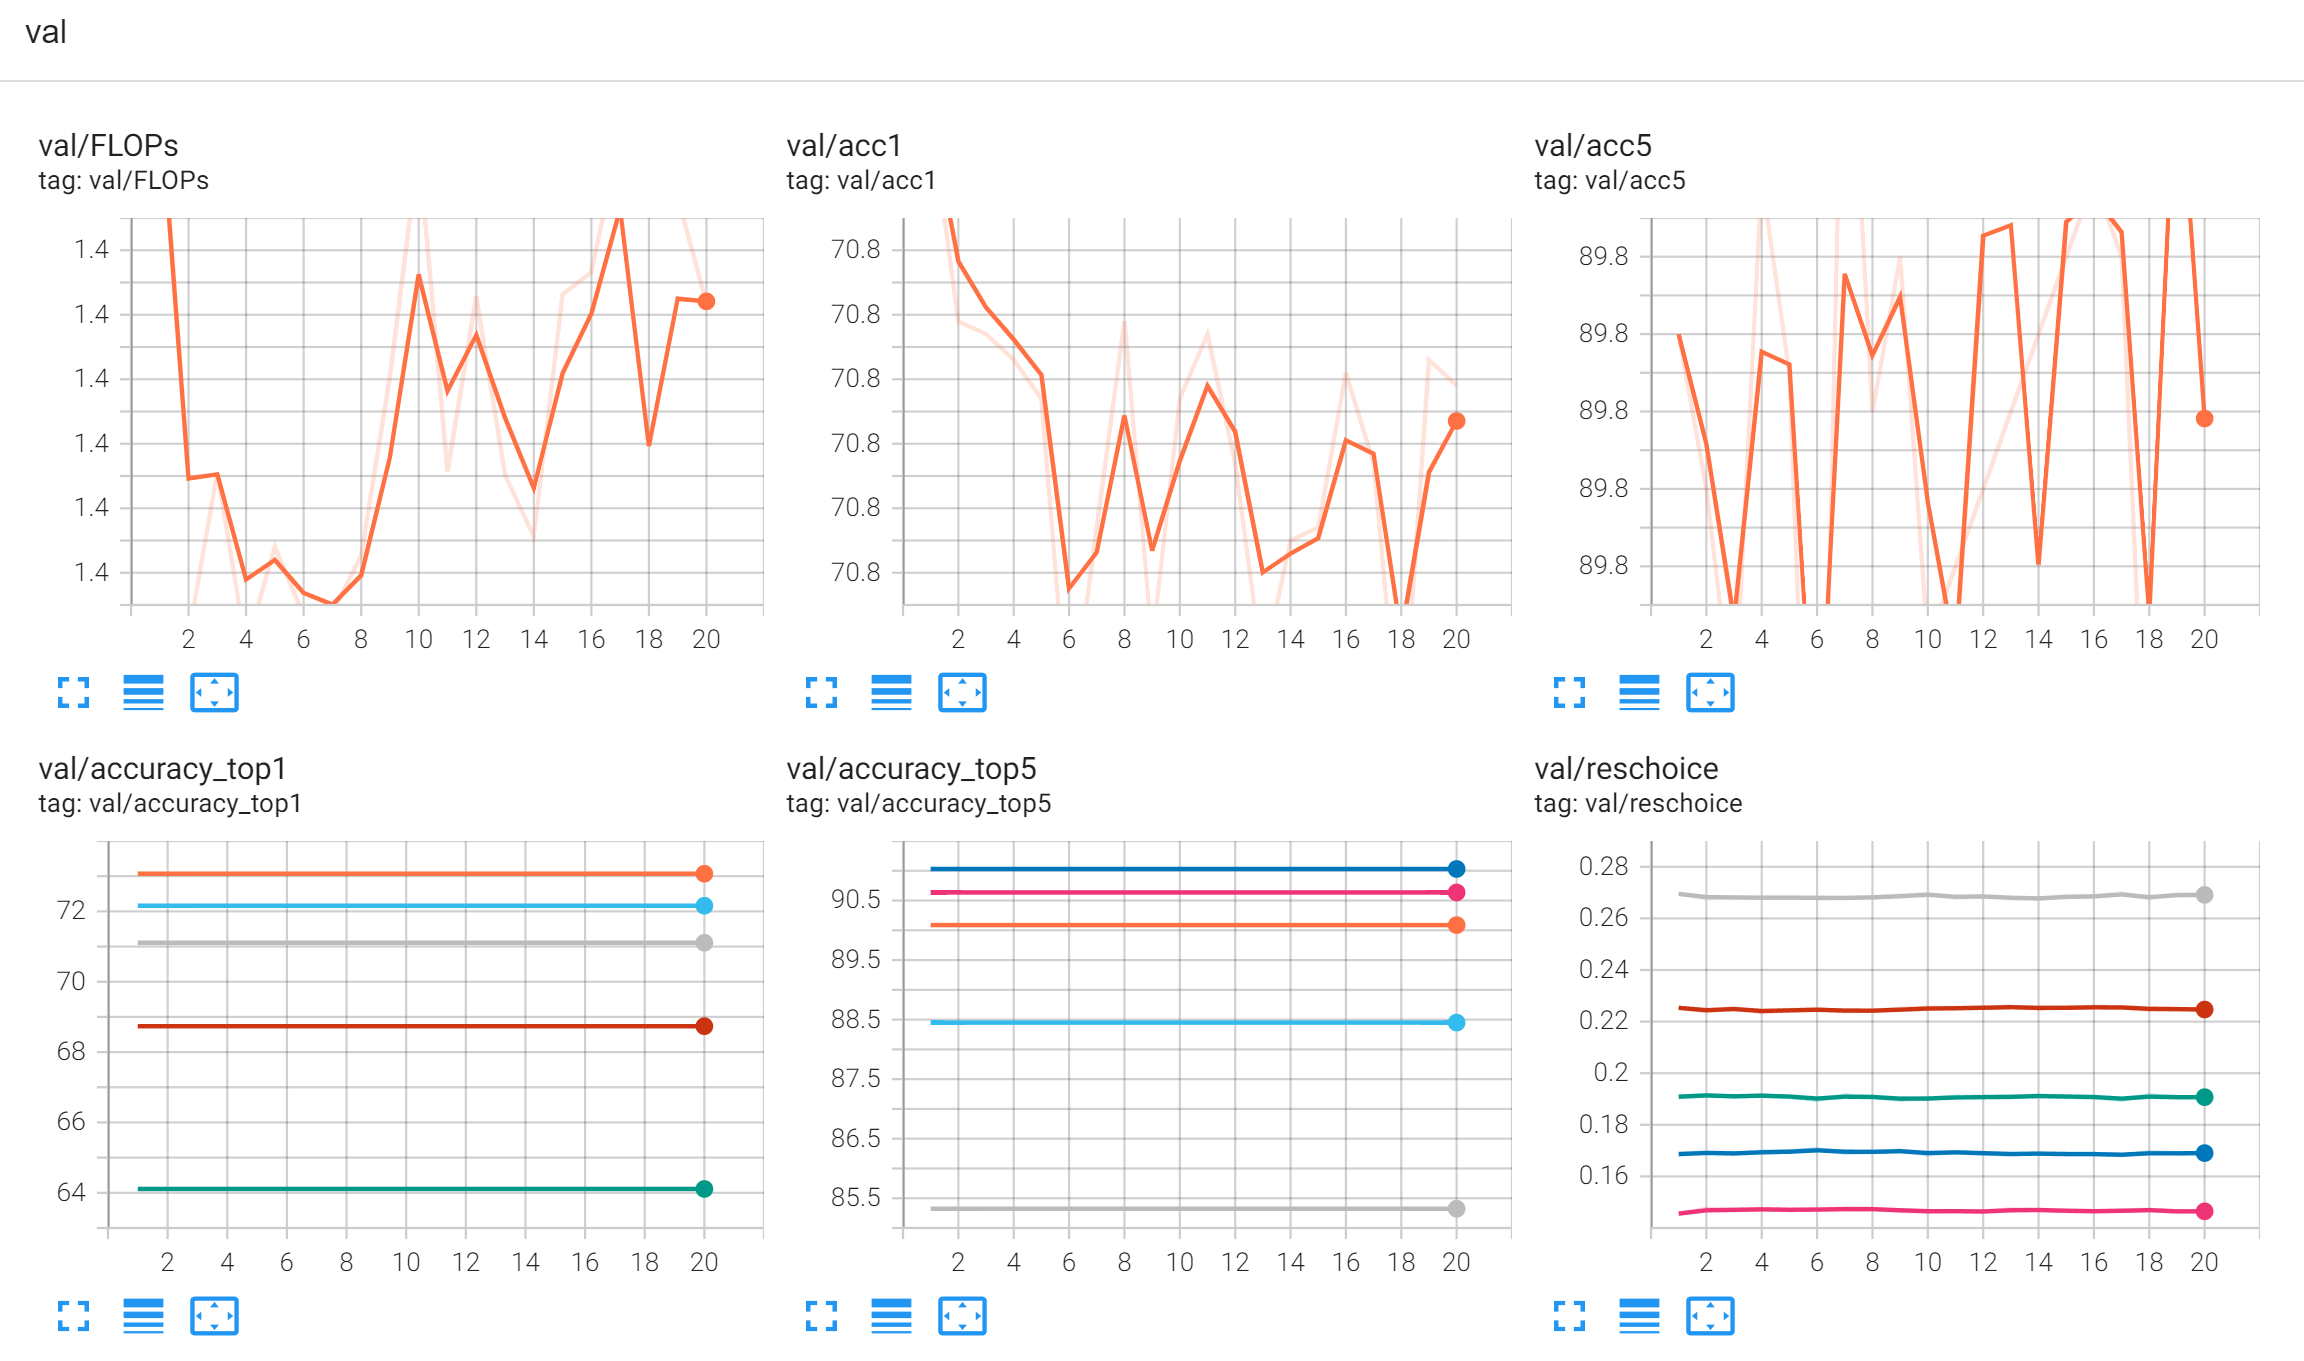 val
val/FLOPs
tag: val/FLOPs
1.4
1.4
1.4
1.4
1.4
1.4
2 4 6 8 10 12 14 16 18 20
val/acc1
tag: val/acc1
70.8
70.8
70.8
70.8
70.8
70.8
2 4 6 8 10 12 14 16 18 20
val/acc5
tag: val/acc5
89.8
89.8
89.8
89.8
89.8
2 4 6 8 10 12 14 16 18 20
val/accuracy_top1
tag: val/accuracy_top1
72
70
68
66
64
2 4 6 8 10 12 14 16 18 20
val/accuracy_top5
tag: val/accuracy_top5
90.5
89.5
88.5
87.5
86.5
85.5
2 4 6 8 10 12 14 16 18 20
val/reschoice
tag: val/reschoice
0.28
0.26
0.24
0.22
0.2
0.18
0.16
2 4 6 8 10 12 14 16 18 20